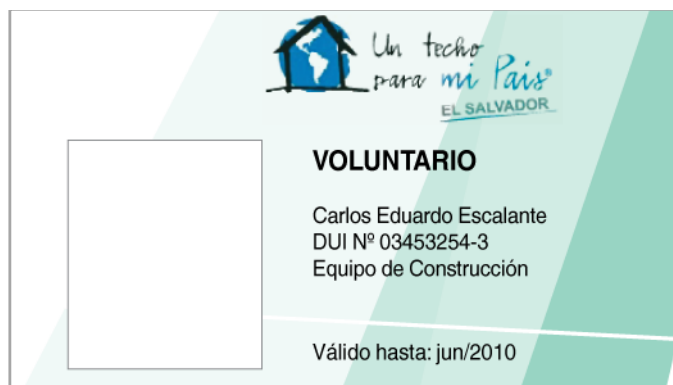 Un techo
para mi País®
EL SALVADOR
VOLUNTARIO
Carlos Eduardo Escalante
DUI Nº 03453254-3
Equipo de Construcción
Válido hasta: jun/2010